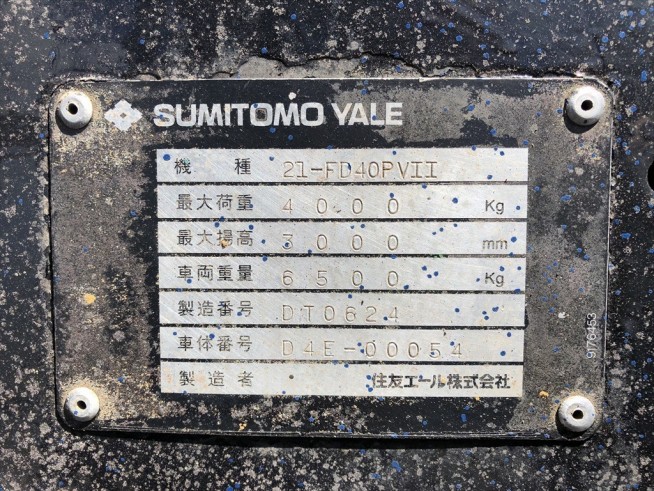 SUMITOMO YALE
機種 21-FD40PVII
最大荷重 4000 Kg
最大揚高 3000 mm
車両重量 6500 Kg
製造番号 DT0624
車体番号 D4E-00054
製造者 住友エール株式会社